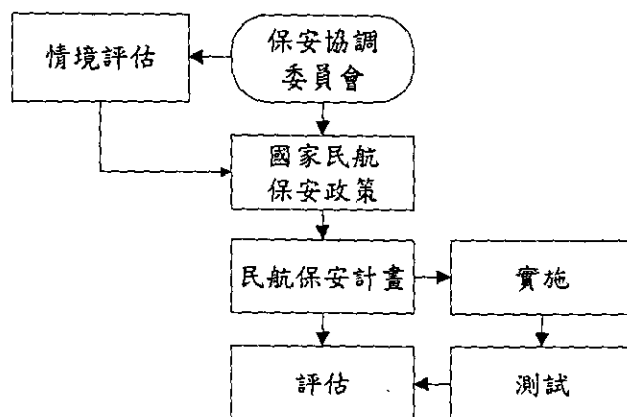 情境評估
保安協調
委員會
國家民航
保安政策
民航保安計畫
實施
評估
測試